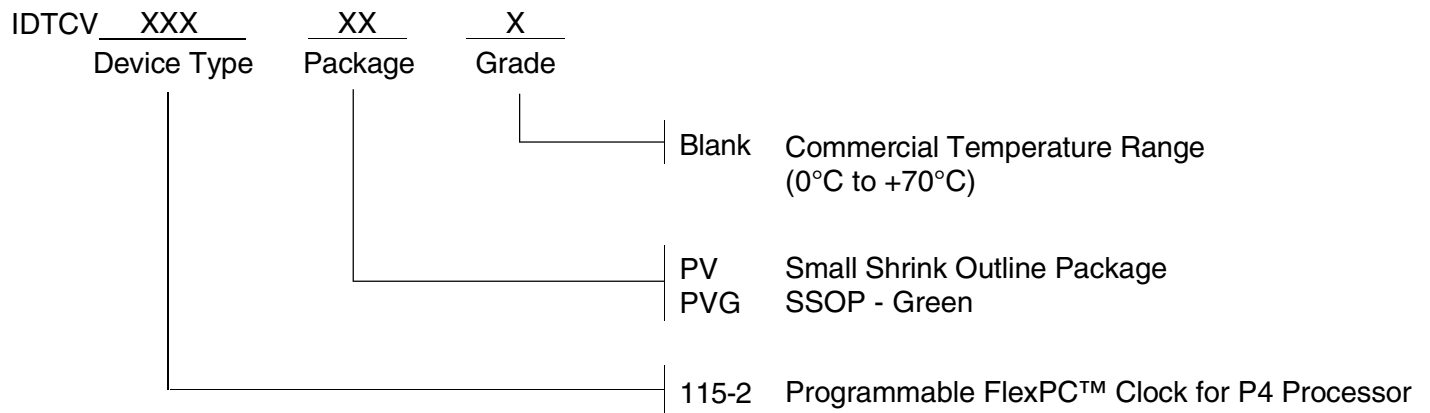 IDTCV XXX XX X
Device Type Package Grade
Blank Commercial Temperature Range
(0°C to +70°C)
PV Small Shrink Outline Package
PVG SSOP - Green
115-2 Programmable FlexPC™ Clock for P4 Processor